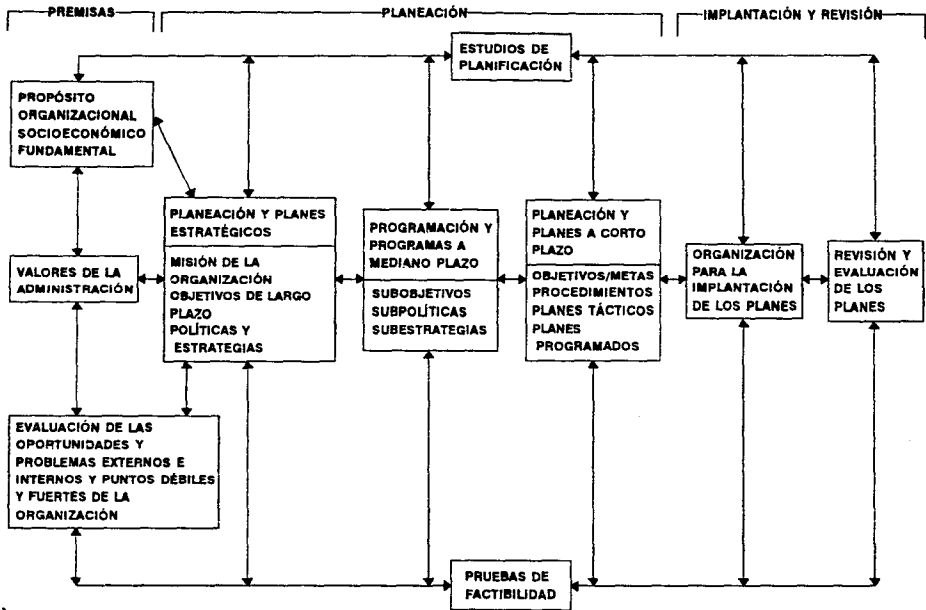 PREMISAS
PLANEACIÓN
IMPLANTACIÓN Y REVISIÓN
ESTUDIOS DE
PLANIFICACIÓN
PROPÓSITO
ORGANIZACIONAL
SOCIOECONÓMICO
FUNDAMENTAL
VALORES DE LA
ADMINISTRACIÓN
EVALUACIÓN DE LAS
OPORTUNIDADES Y
PROBLEMAS EXTERNOS E
INTERNOS Y PUNTOS DÉBILES
Y FUERTES DE LA
ORGANIZACIÓN
PLANEACIÓN Y PLANES
ESTRATÉGICOS
MISIÓN DE LA
ORGANIZACIÓN
OBJETIVOS DE LARGO
PLAZO
POLÍTICAS Y
ESTRATEGIAS
PROGRAMACIÓN Y
PROGRAMAS A
MEDIANO PLAZO
SUBOBJETIVOS
SUBPOLÍTICAS
SUBESTRATEGIAS
PLANEACIÓN Y
PLANES A CORTO
PLAZO
OBJETIVOS/METAS
PROCEDIMIENTOS
PLANES TÁCTICOS
PLANES
PROGRAMADOS
ORGANIZACIÓN
PARA LA
IMPLANTACIÓN
DE LOS PLANES
REVISIÓN Y
EVALUACIÓN
DE LOS
PLANES
PRUEBAS DE
FACTIBILIDAD